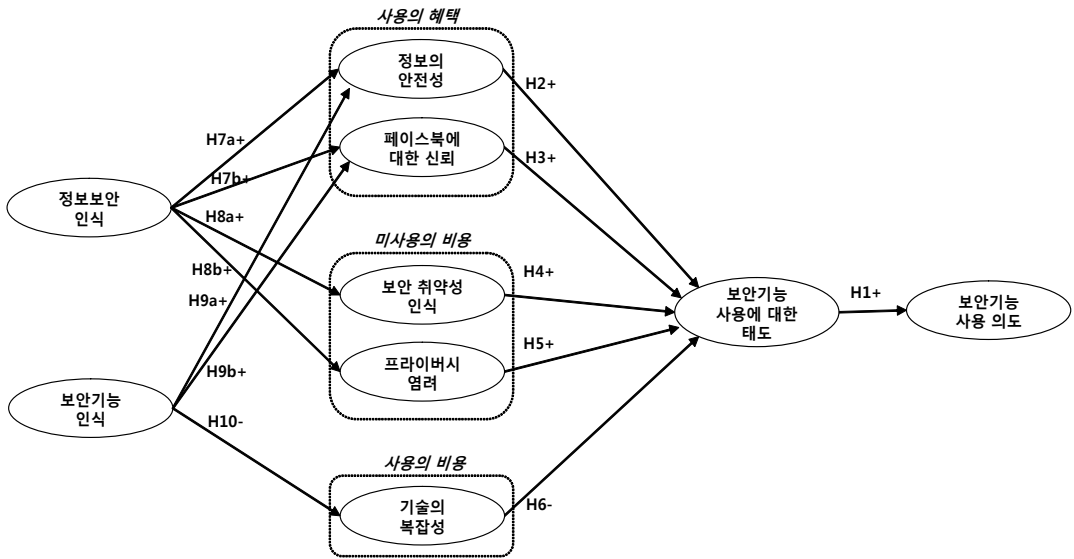 사용의 혜택
정보의
안전성
H2+
H7a+
페이스북에
대한 신뢰
H3+
H7b+
정보보안
인식
H8a+
미사용의 비용
H8b+
H4+
보안 취약성
인식
H9a+
보안기능
사용에 대한
태도
H1+
보안기능
사용 의도
H5+
프라이버시
염려
H9b+
보안기능
인식
H10-
사용의 비용
기술의
복잡성
H6-